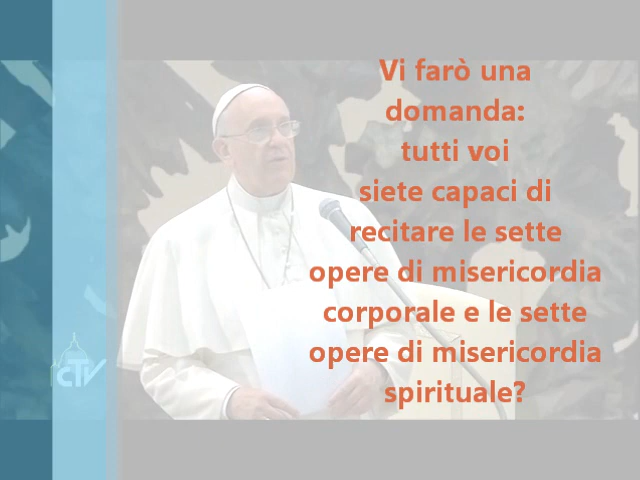 Vi farò una
domanda:
tutti voi
siete capaci di
recitare le sette
opere di misericordia
corporale e le sette
opere di misericordia
spirituale?
CTV